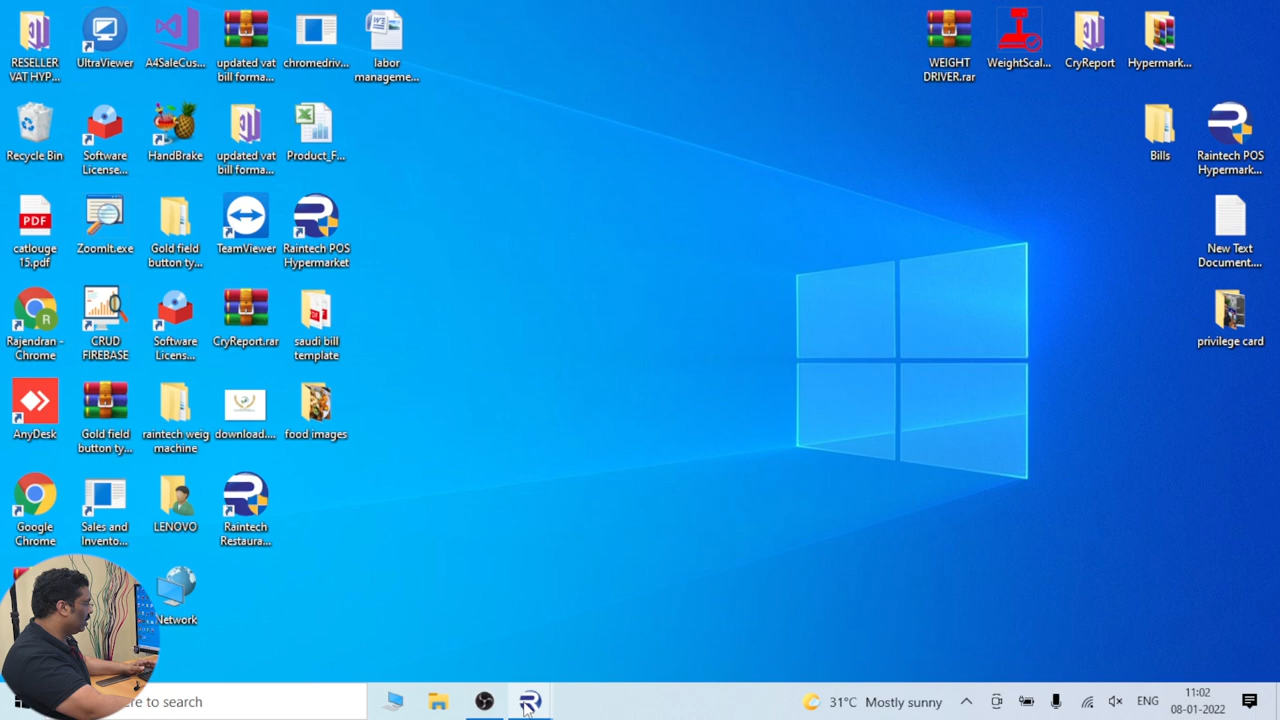 RESELLER
VAT HYP...
UltraViewer
A4SaleCus...
updated vat
bill forma...
chromedriv...
labor
manageme...
WEIGHT
DRIVER.rar
WeightScal...
CryReport
Hypermark...
Recycle Bin
Software
License...
HandBrake
updated vat
bill forma...
Product_F...
Bills
Raintech POS
Hypermark...
catlouge
15.pdf
ZoomIt.exe
Gold field
button ty...
TeamViewer
Raintech POS
Hypermarket
New Text
Document....
Rajendran -
Chrome
CRUD
FIREBASE
Software
Licens...
CryReport.rar
saudi bill
template
privilege card
AnyDesk
Gold field
button ty...
raintech weig
machine
download....
food images
Google
Chrome
Sales and
Invento...
LENOVO
Raintech
Restaura...
Network
re to search
31°C Mostly sunny
ENG
11:02
08-01-2022
PDF